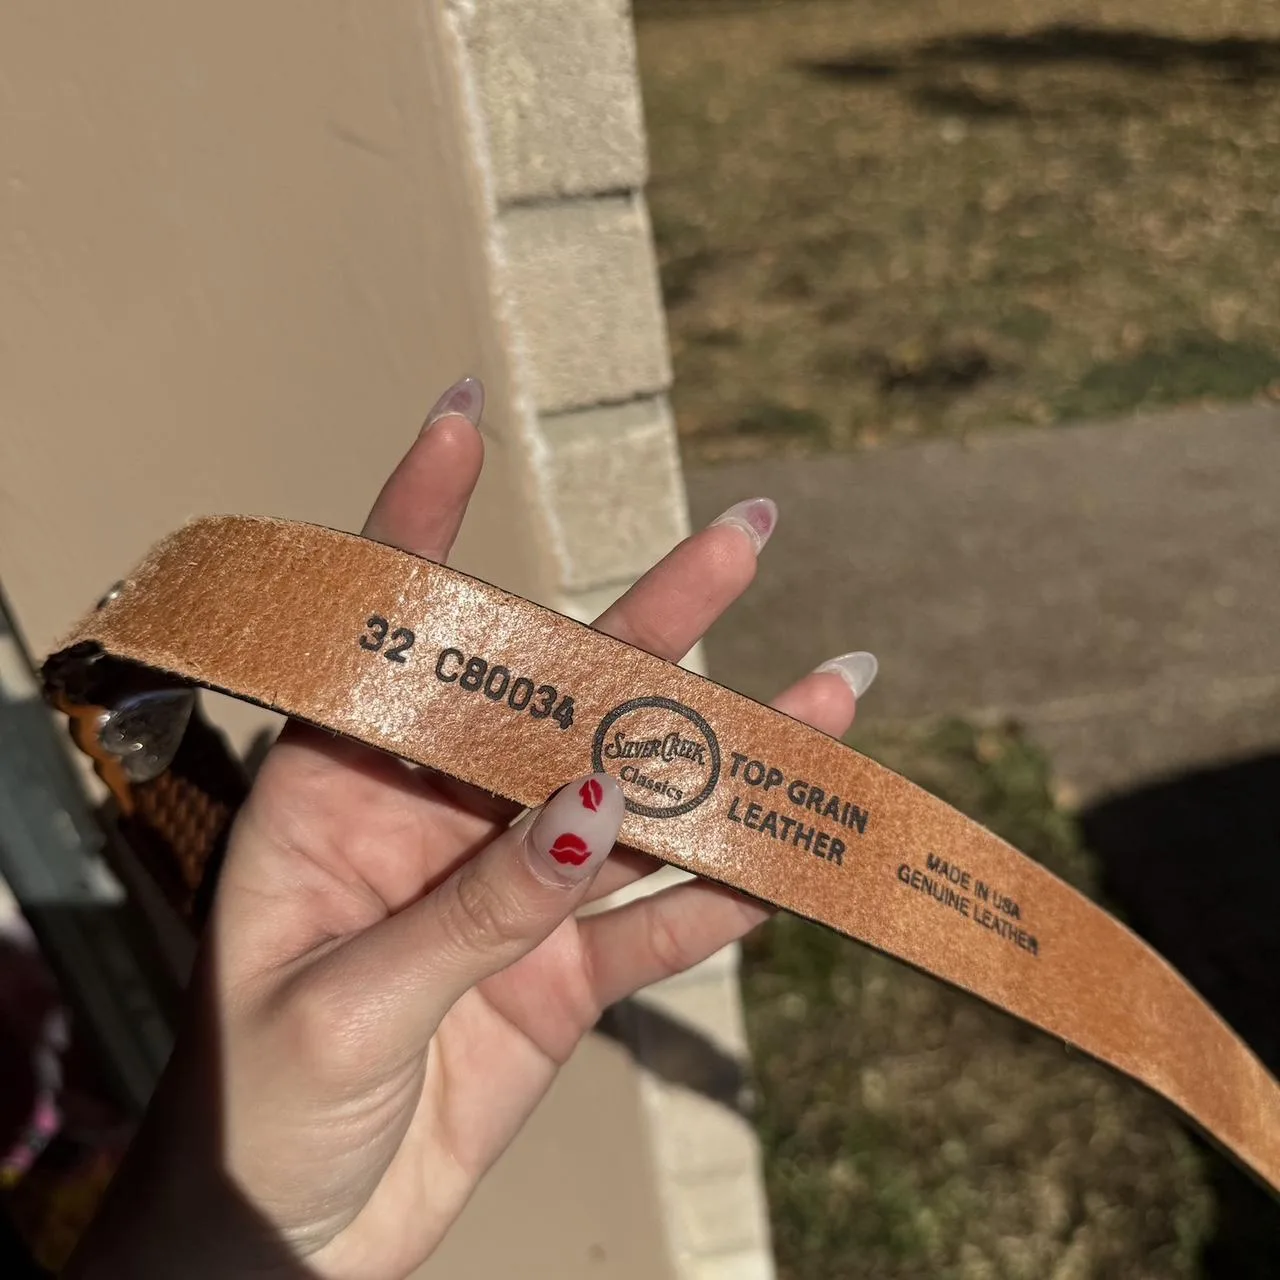 32 C80034
SILVER CREEK
Classics
TOP GRAIN
LEATHER
MADE IN USA
GENUINE LEATHER